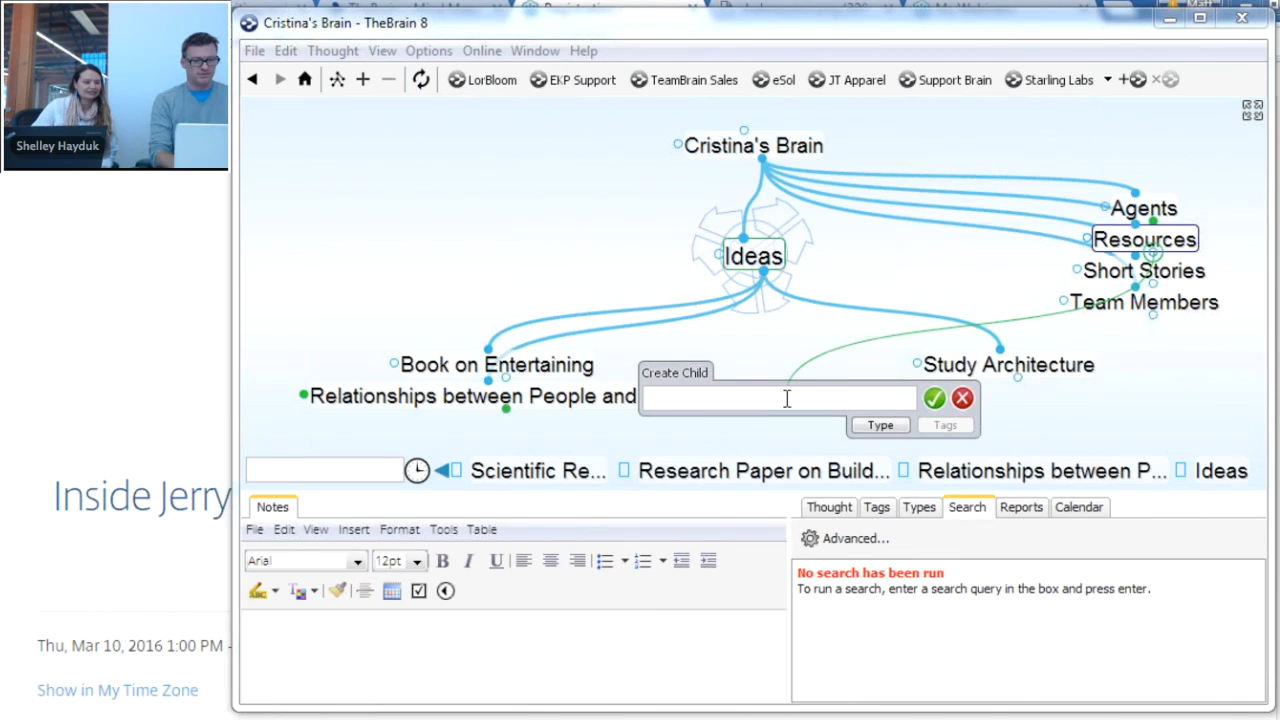 Cristina's Brain - TheBrain 8
File Edit Thought View Options Online Window Help
LorBloom EKP Support TeamBrain Sales eSol JT Apparel Support Brain Starling Labs
Shelley Hayduk
Cristina's Brain
Agents
Resources
Ideas
Short Stories
Team Members
Book on Entertaining
Study Architecture
Relationships between People and
Create Child
Type Tags
Scientific Re... Research Paper on Build... Relationships between P... Ideas
Inside Jerry
Notes
File Edit View Insert Format Tools Table
Arial 12pt B I U
Thought Tags Types Search Reports Calendar
Advanced...
No search has been run
To run a search, enter a search query in the box and press enter.
Thu, Mar 10, 2016 1:00 PM -
Show in My Time Zone